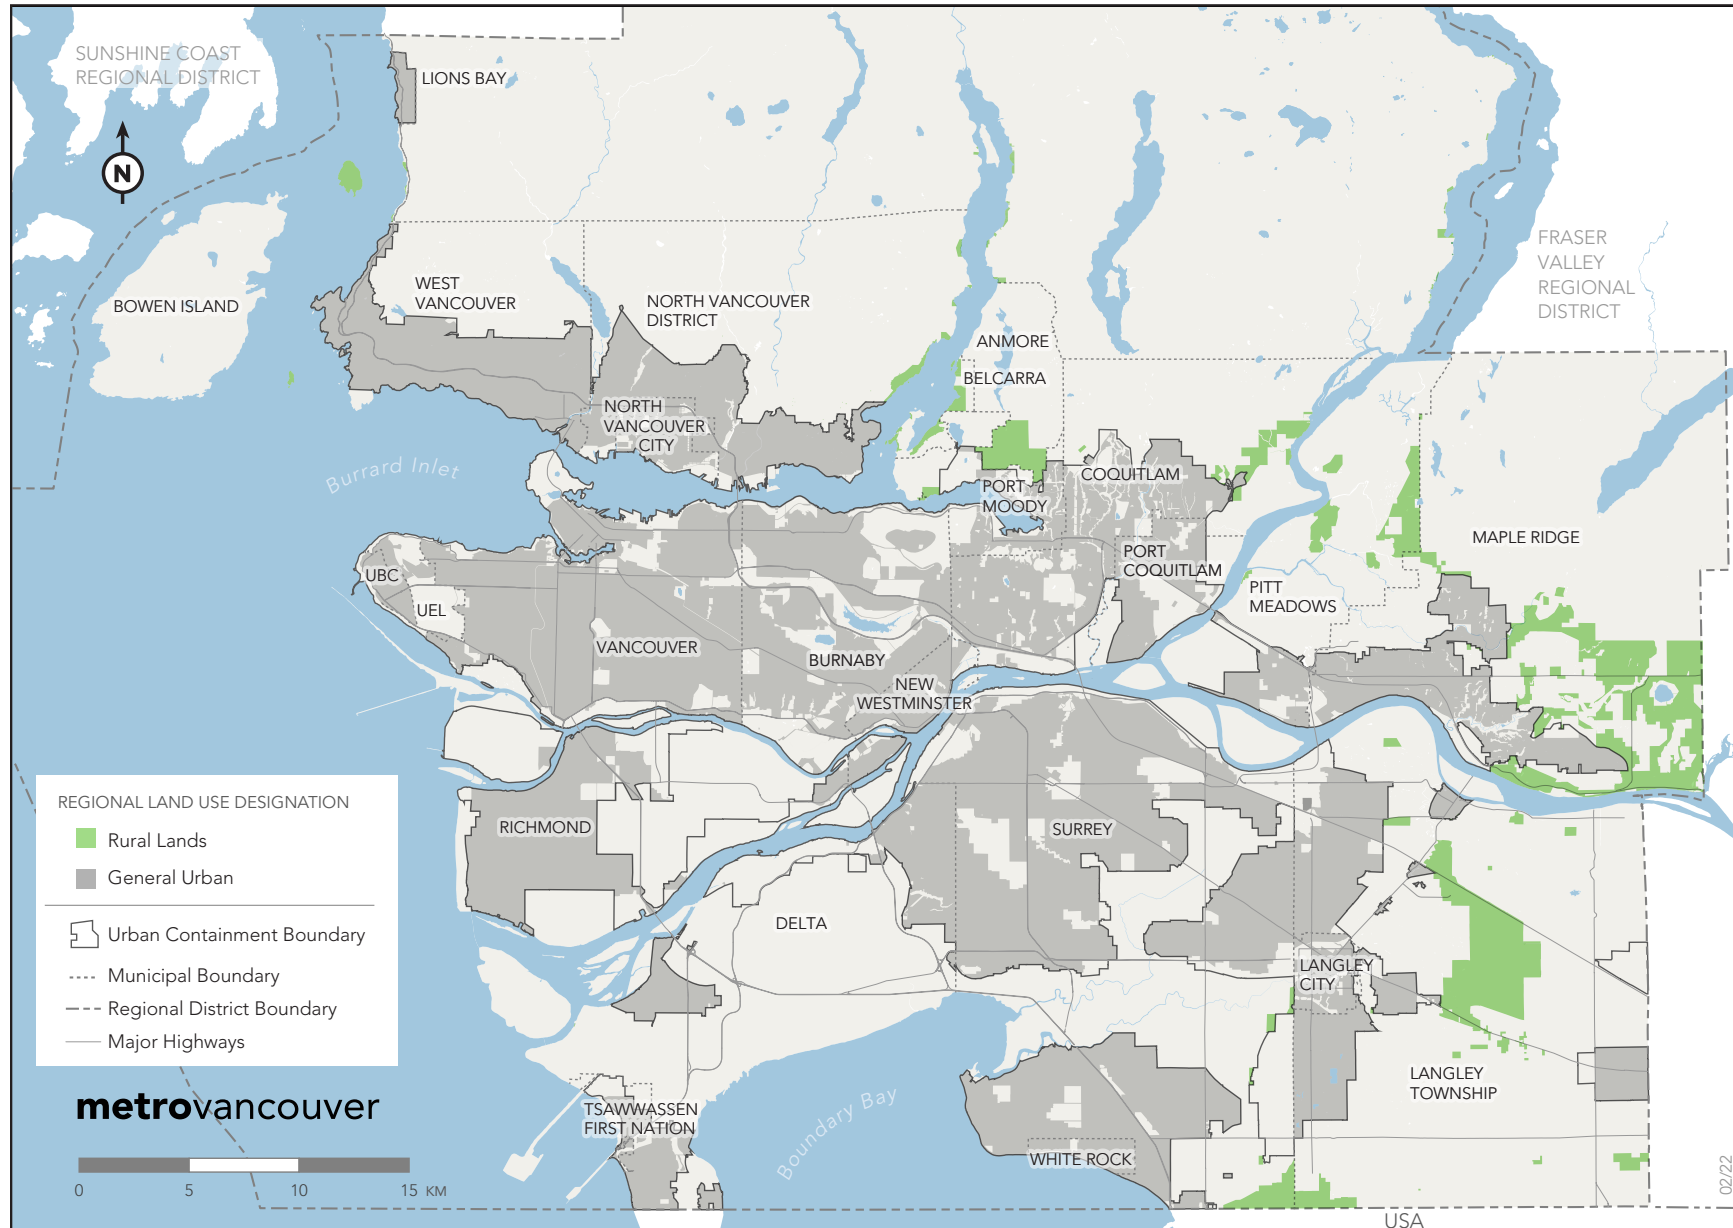 SUNSHINE COAST
REGIONAL DISTRICT
LIONS BAY
N
FRASER
VALLEY
REGIONAL
DISTRICT
BOWEN ISLAND
WEST
VANCOUVER
NORTH VANCOUVER
DISTRICT
ANMORE
BELCARRA
NORTH
VANCOUVER
CITY
Burrard Inlet
COQUITLAM
PORT
MOODY
MAPLE RIDGE
PORT
COQUITLAM
UBC
UEL
PITT
MEADOWS
VANCOUVER
BURNABY
NEW
WESTMINSTER
REGIONAL LAND USE DESIGNATION
Rural Lands
General Urban
Urban Containment Boundary
Municipal Boundary
Regional District Boundary
Major Highways
RICHMOND
SURREY
DELTA
LANGLEY
CITY
LANGLEY
TOWNSHIP
metrovancouver
TSAWWASSEN
FIRST NATION
Boundary Bay
WHITE ROCK
0 5 10 15 KM
02/22
USA